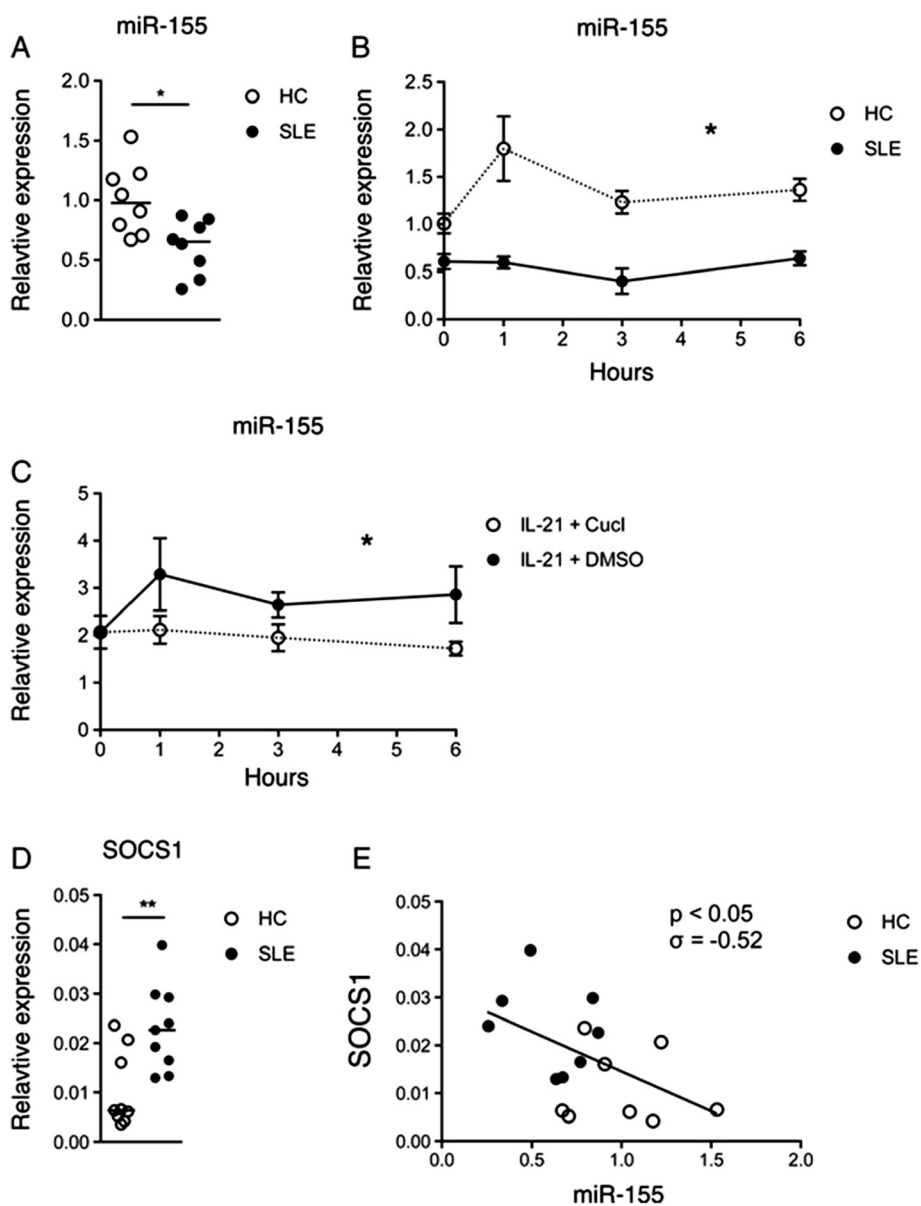 A
miR-155
Relavtive expression
2.0
1.5
1.0
0.5
0.0
*
HC
SLE
B
miR-155
Relavtive expression
2.5
2.0
1.5
1.0
0.5
0.0
*
HC
SLE
0 1 2 3 4 5 6
Hours
C
miR-155
Relavtive expression
5
4
3
2
1
0
*
IL-21 + CucI
IL-21 + DMSO
0 1 2 3 4 5 6
Hours
D
SOCS1
Relavtive expression
0.05
0.04
0.03
0.02
0.01
0.00
**
HC
SLE
E
SOCS1
0.05
0.04
0.03
0.02
0.01
0.00
p < 0.05
σ = -0.52
HC
SLE
0.0 0.5 1.0 1.5 2.0
miR-155